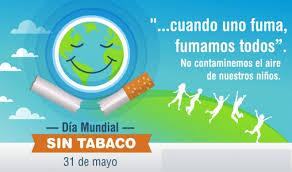 "...cuando uno fuma,
fumamos todos".
No contaminemos el aire
de nuestros niños.
Día Mundial
SIN TABACO
31 de mayo